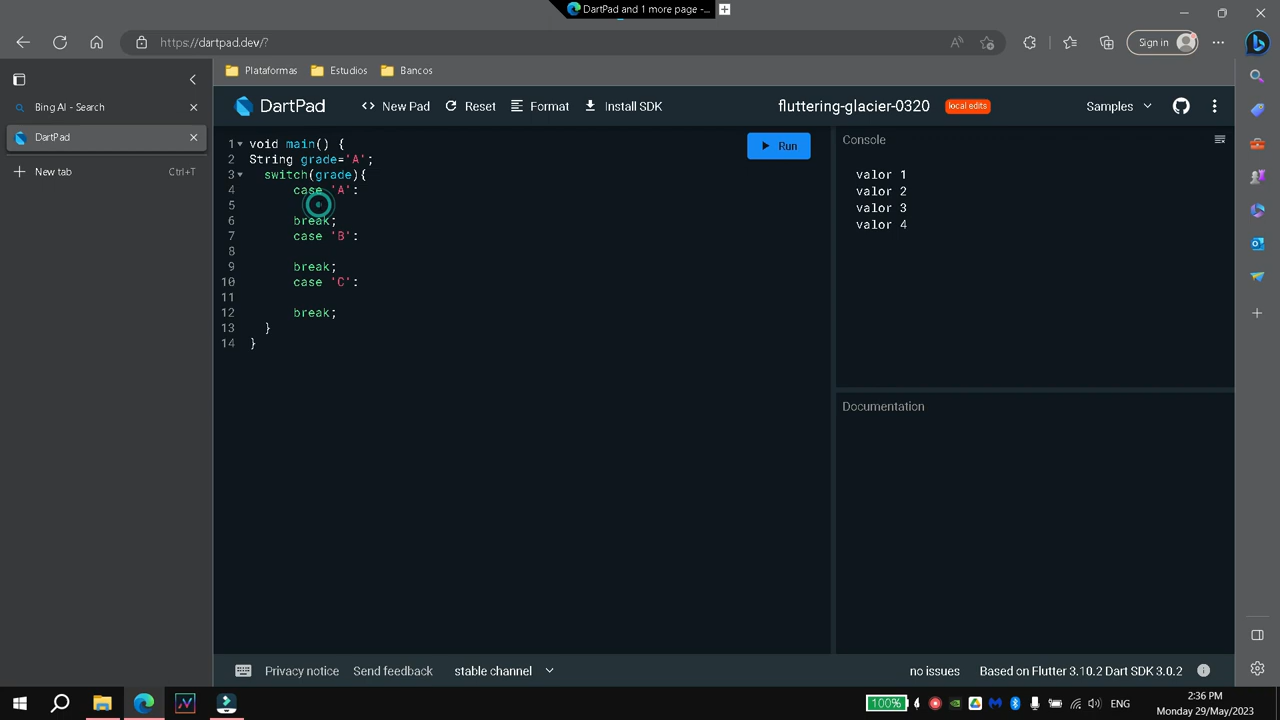 DartPad and 1 more page -...
https://dartpad.dev/?
Sign in
Plataformas
Estudios
Bancos
Bing AI - Search
DartPad
New tab
Ctrl+T
DartPad
<> New Pad
Reset
Format
Install SDK
fluttering-glacier-0320
local edits
Samples
Run
1 void main() {
2 String grade='A';
3 switch(grade){
4 case 'A':
5
6 break;
7 case 'B':
8
9 break;
10 case 'C':
11
12 break;
13 }
14 }
Console
valor 1
valor 2
valor 3
valor 4
Documentation
Privacy notice
Send feedback
stable channel
no issues
Based on Flutter 3.10.2 Dart SDK 3.0.2
100%
ENG
2:36 PM
Monday 29/May/2023